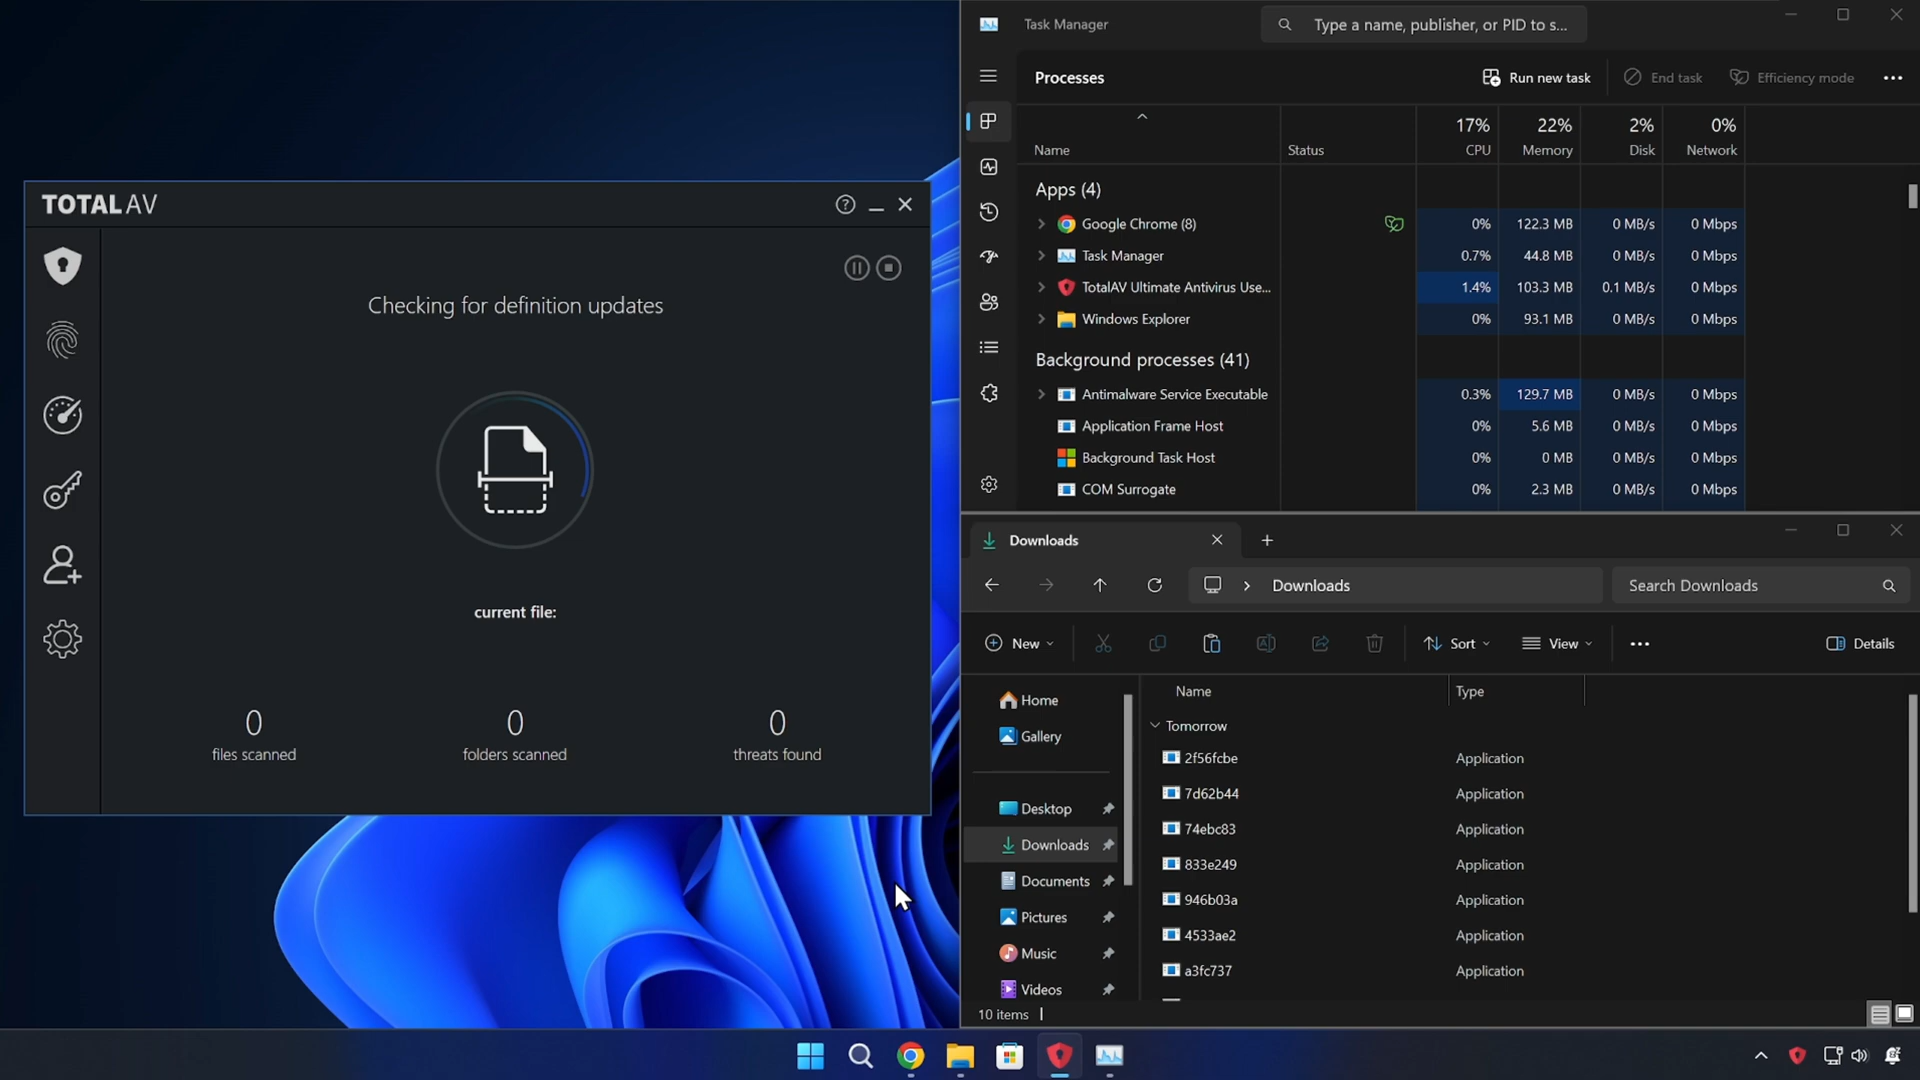 TOTALAV
Checking for definition updates
current file:
0
files scanned
0
folders scanned
0
threats found
Task Manager
Type a name, publisher, or PID to s...
Processes
Run new task
End task
Efficiency mode
17% 22% 2% 0%
Name Status CPU Memory Disk Network
Apps (4)
Google Chrome (8) 0% 122.3 MB 0 MB/s 0 Mbps
Task Manager 0.7% 44.8 MB 0 MB/s 0 Mbps
TotalAV Ultimate Antivirus Use... 1.4% 103.3 MB 0.1 MB/s 0 Mbps
Windows Explorer 0% 93.1 MB 0 MB/s 0 Mbps
Background processes (41)
Antimalware Service Executable 0.3% 129.7 MB 0 MB/s 0 Mbps
Application Frame Host 0% 5.6 MB 0 MB/s 0 Mbps
Background Task Host 0% 0 MB 0 MB/s 0 Mbps
COM Surrogate 0% 2.3 MB 0 MB/s 0 Mbps
Downloads
Downloads
Search Downloads
New
Sort
View
Details
Home
Gallery
Desktop
Downloads
Documents
Pictures
Music
Videos
Name Type
Tomorrow
2f56fcbe Application
7d62b44 Application
74ebc83 Application
833e249 Application
946b03a Application
4533ae2 Application
a3fc737 Application
10 items